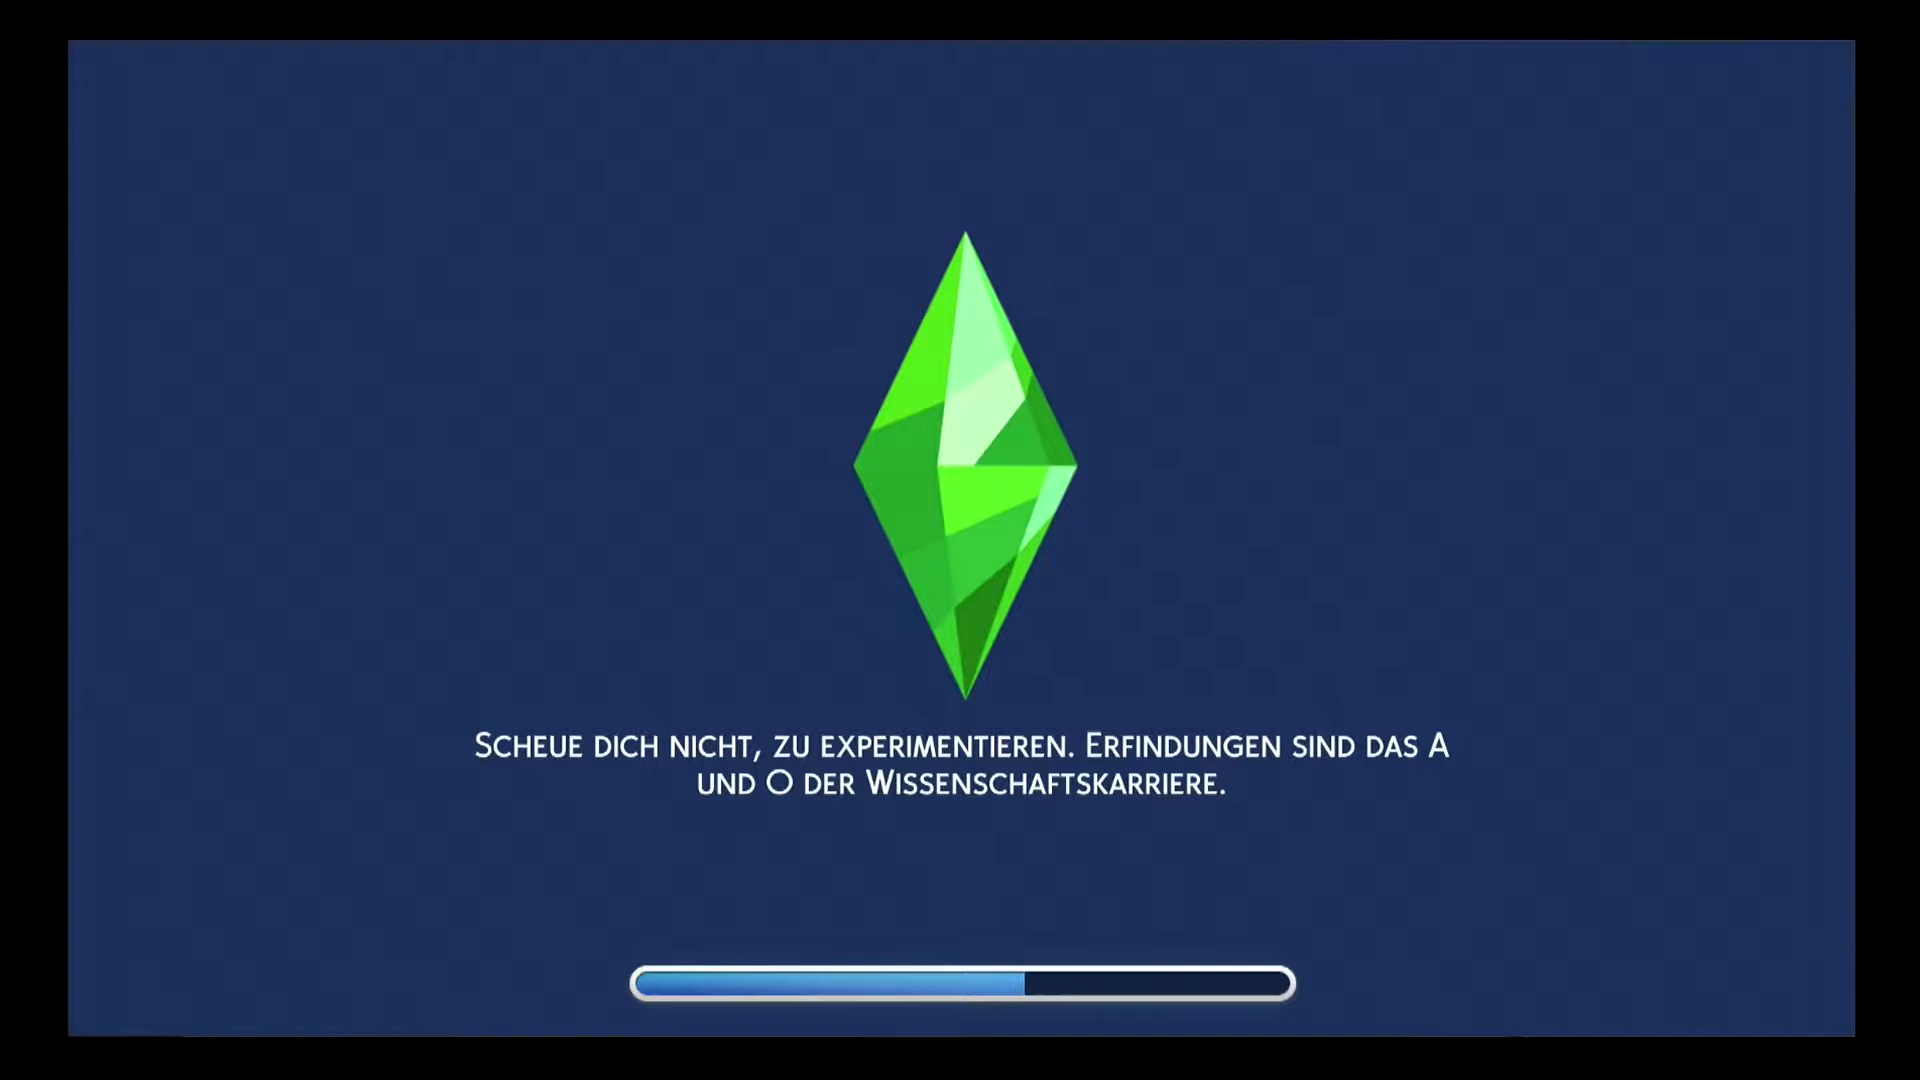 Scheue dich nicht, zu experimentieren. Erfindungen sind das A
und O der Wissenschaftskarriere.